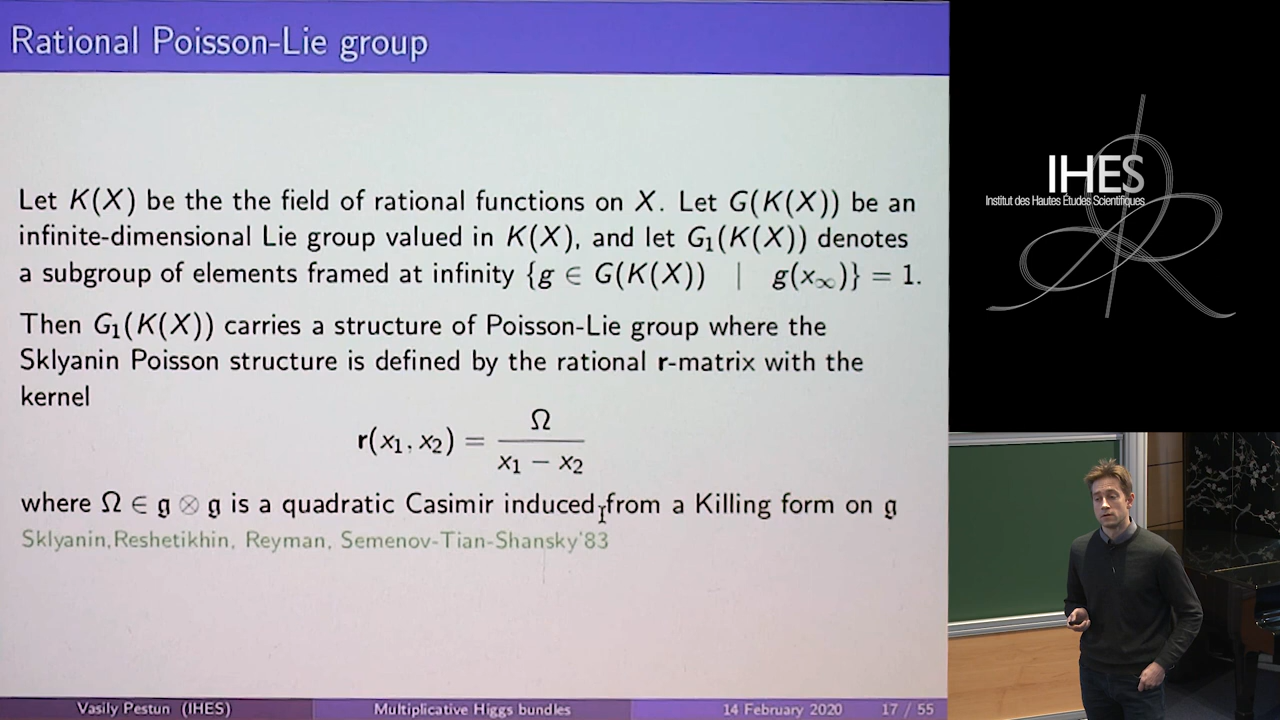 Rational Poisson-Lie group
Let K(X) be the the field of rational functions on X. Let G(K(X)) be an
infinite-dimensional Lie group valued in K(X), and let G₁(K(X)) denotes
a subgroup of elements framed at infinity {g ∈ G(K(X)) | g(x∞)} = 1.
Then G₁(K(X)) carries a structure of Poisson-Lie group where the
Sklyanin Poisson structure is defined by the rational r-matrix with the
kernel
r(x₁, x₂) = Ω / (x₁ − x₂)
where Ω ∈ 𝔤 ⊗ 𝔤 is a quadratic Casimir induced from a Killing form on 𝔤
Sklyanin,Reshetikhin, Reyman, Semenov-Tian-Shansky'83
Vasily Pestun (IHES) Multiplicative Higgs bundles 14 February 2020 17 / 55
IHES
Institut des Hautes Études Scientifiques